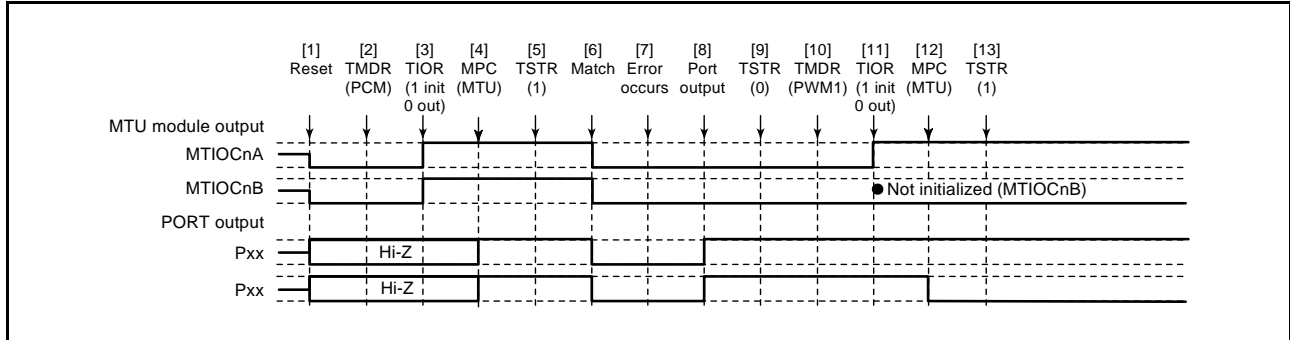 [1] [2] [3] [4] [5] [6] [7] [8] [9] [10] [11] [12] [13]
Reset TMDR TIOR MPC TSTR Match Error Port TSTR TMDR TIOR MPC TSTR
(PCM) (1 init (MTU) (1) occurs output (0) (PWM1) (1 init (MTU) (1)
0 out) 0 out)
MTU module output
MTIOCnA
MTIOCnB ● Not initialized (MTIOCnB)
PORT output
Pxx Hi-Z
Pxx Hi-Z